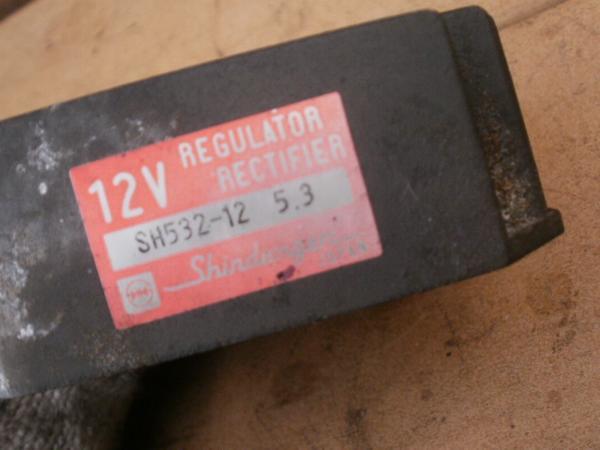 12V REGULATOR
RECTIFIER
SH532-12 5.3
Shindengen